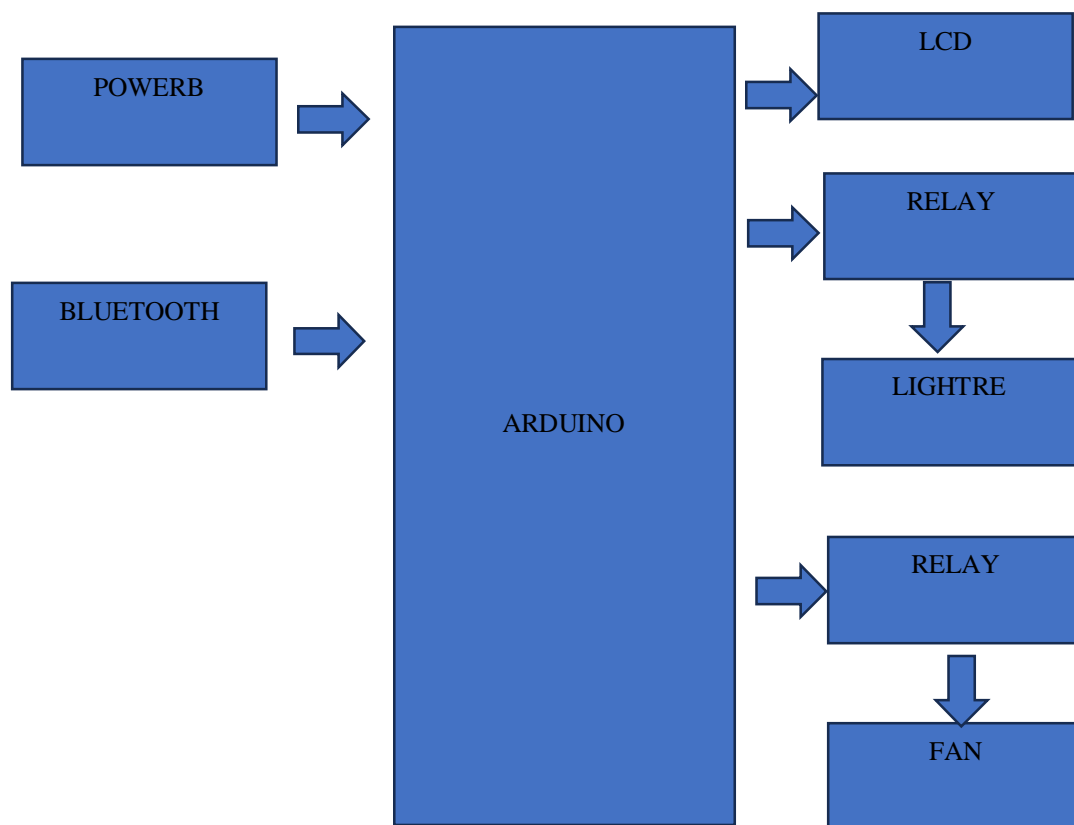 POWERB
BLUETOOTH
ARDUINO
LCD
RELAY
LIGHTRE
RELAY
FAN